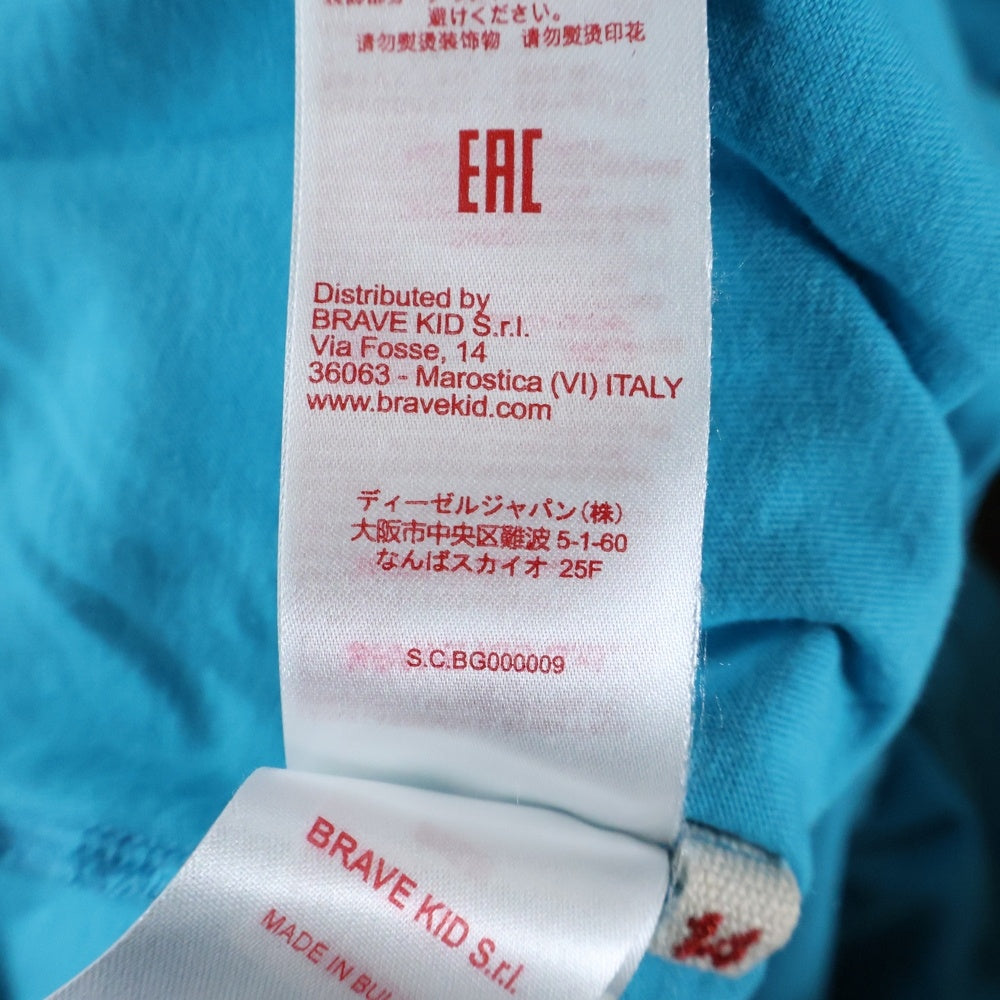 避けください。
请勿熨烫装饰物 请勿熨烫印花
EAC
Distributed by
BRAVE KID S.r.l.
Via Fosse, 14
36063 - Marostica (VI) ITALY
www.bravekid.com
ディーゼルジャパン(株)
大阪市中央区難波 5-1-60
なんばスカイオ 25F
S.C.BG000009
BRAVE KID S.r.l.
MADE IN